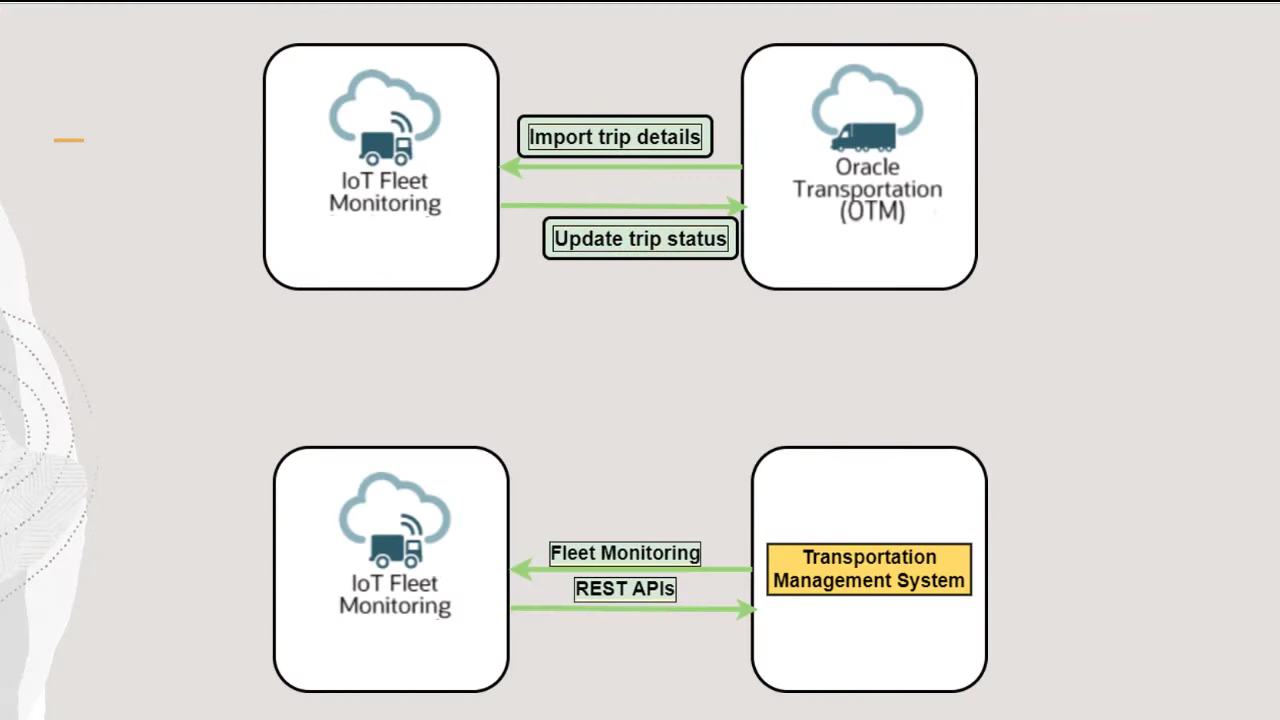 IoT Fleet
Monitoring
Import trip details
Update trip status
Oracle
Transportation
(OTM)
IoT Fleet
Monitoring
Fleet Monitoring
REST APIs
Transportation
Management System